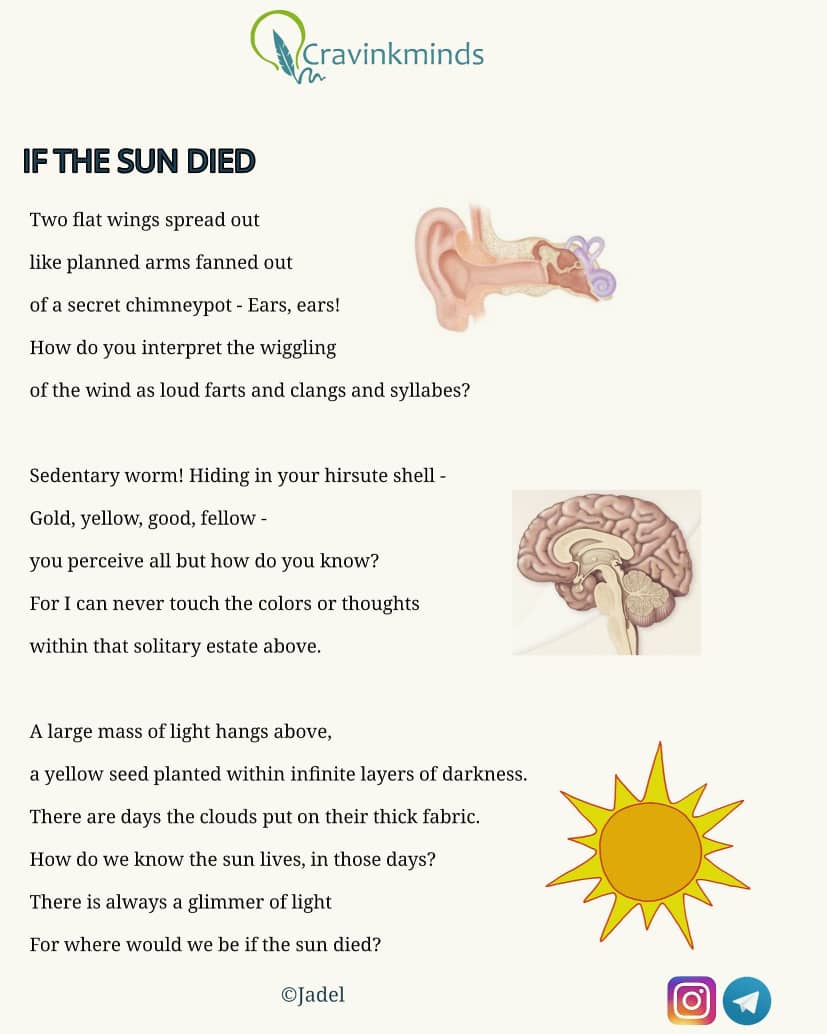 Cravinkminds
IF THE SUN DIED
Two flat wings spread out
like planned arms fanned out
of a secret chimneypot - Ears, ears!
How do you interpret the wiggling
of the wind as loud farts and clangs and syllabes?
Sedentary worm! Hiding in your hirsute shell -
Gold, yellow, good, fellow -
you perceive all but how do you know?
For I can never touch the colors or thoughts
within that solitary estate above.
A large mass of light hangs above,
a yellow seed planted within infinite layers of darkness.
There are days the clouds put on their thick fabric.
How do we know the sun lives, in those days?
There is always a glimmer of light
For where would we be if the sun died?
©Jadel